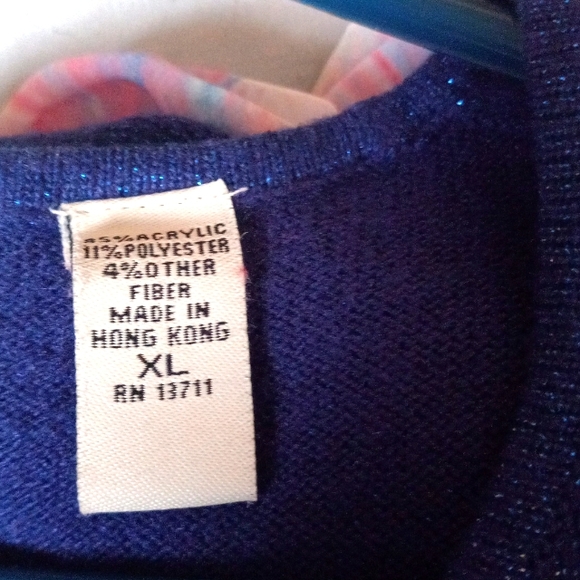 85% ACRYLIC
11% POLYESTER
4% OTHER
FIBER
MADE IN
HONG KONG
XL
RN 13711